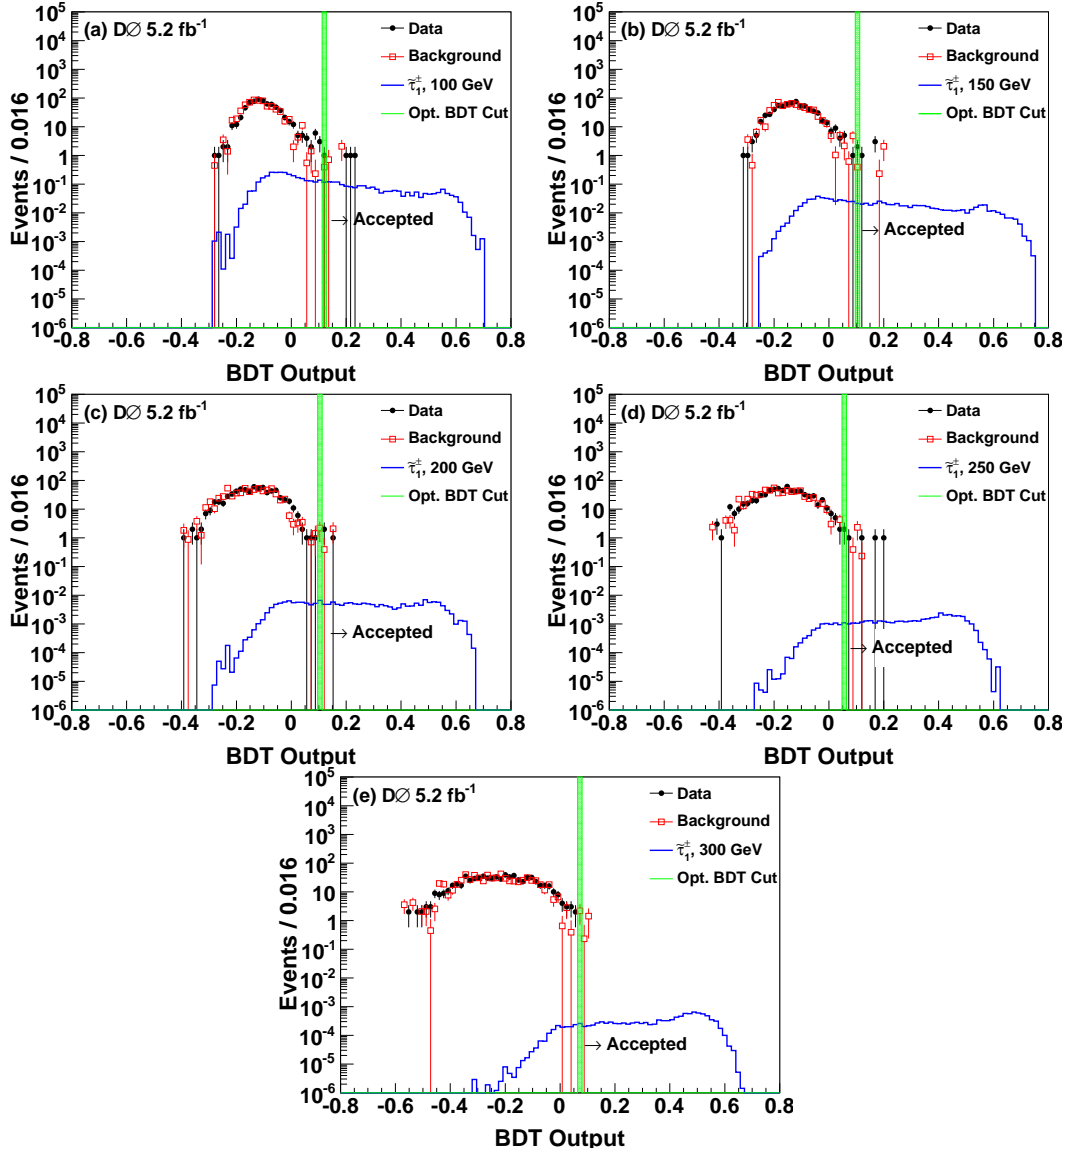 (a) DØ 5.2 fb⁻¹
Data
Background
τ̃₁±, 100 GeV
Opt. BDT Cut
Accepted
Events / 0.016
10⁵
10⁴
10³
10²
10
1
10⁻¹
10⁻²
10⁻³
10⁻⁴
10⁻⁵
10⁻⁶
-0.8 -0.6 -0.4 -0.2 0 0.2 0.4 0.6 0.8
BDT Output
(b) DØ 5.2 fb⁻¹
Data
Background
τ̃₁±, 150 GeV
Opt. BDT Cut
Accepted
Events / 0.016
10⁵
10⁴
10³
10²
10
1
10⁻¹
10⁻²
10⁻³
10⁻⁴
10⁻⁵
10⁻⁶
-0.8 -0.6 -0.4 -0.2 0 0.2 0.4 0.6 0.8
BDT Output
(c) DØ 5.2 fb⁻¹
Data
Background
τ̃₁±, 200 GeV
Opt. BDT Cut
Accepted
Events / 0.016
10⁵
10⁴
10³
10²
10
1
10⁻¹
10⁻²
10⁻³
10⁻⁴
10⁻⁵
10⁻⁶
-0.8 -0.6 -0.4 -0.2 0 0.2 0.4 0.6 0.8
BDT Output
(d) DØ 5.2 fb⁻¹
Data
Background
τ̃₁±, 250 GeV
Opt. BDT Cut
Accepted
Events / 0.016
10⁵
10⁴
10³
10²
10
1
10⁻¹
10⁻²
10⁻³
10⁻⁴
10⁻⁵
10⁻⁶
-0.8 -0.6 -0.4 -0.2 0 0.2 0.4 0.6 0.8
BDT Output
(e) DØ 5.2 fb⁻¹
Data
Background
τ̃₁±, 300 GeV
Opt. BDT Cut
Accepted
Events / 0.016
10⁵
10⁴
10³
10²
10
1
10⁻¹
10⁻²
10⁻³
10⁻⁴
10⁻⁵
10⁻⁶
-0.8 -0.6 -0.4 -0.2 0 0.2 0.4 0.6 0.8
BDT Output